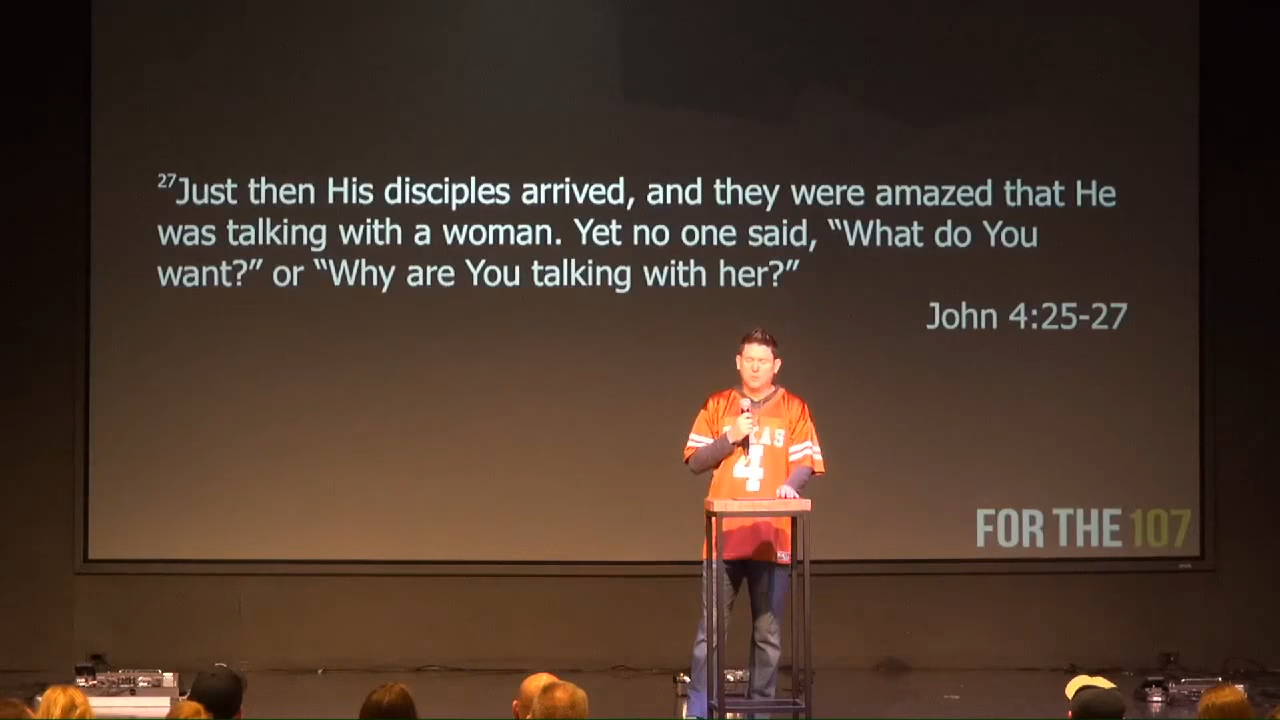 27Just then His disciples arrived, and they were amazed that He
was talking with a woman. Yet no one said, “What do You
want?” or “Why are You talking with her?”
John 4:25-27
TEXAS
4
FOR THE 107